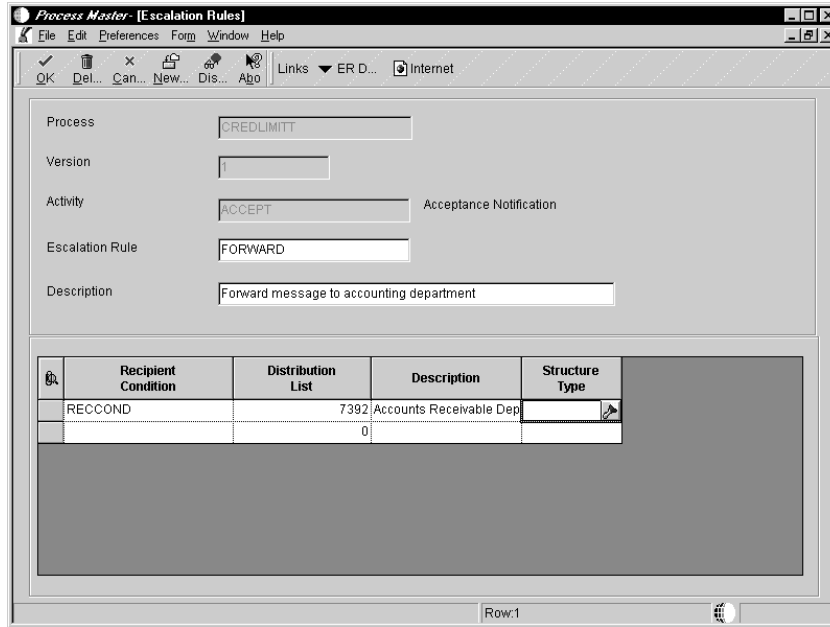 Process Master - [Escalation Rules]
File Edit Preferences Form Window Help
OK Del... Can... New... Dis... Abo Links ER D... Internet
Process CREDLIMITT
Version 1
Activity ACCEPT Acceptance Notification
Escalation Rule FORWARD
Description Forward message to accounting department
Recipient Condition Distribution List Description Structure Type
RECCOND 7392 Accounts Receivable Dep
0
Row:1